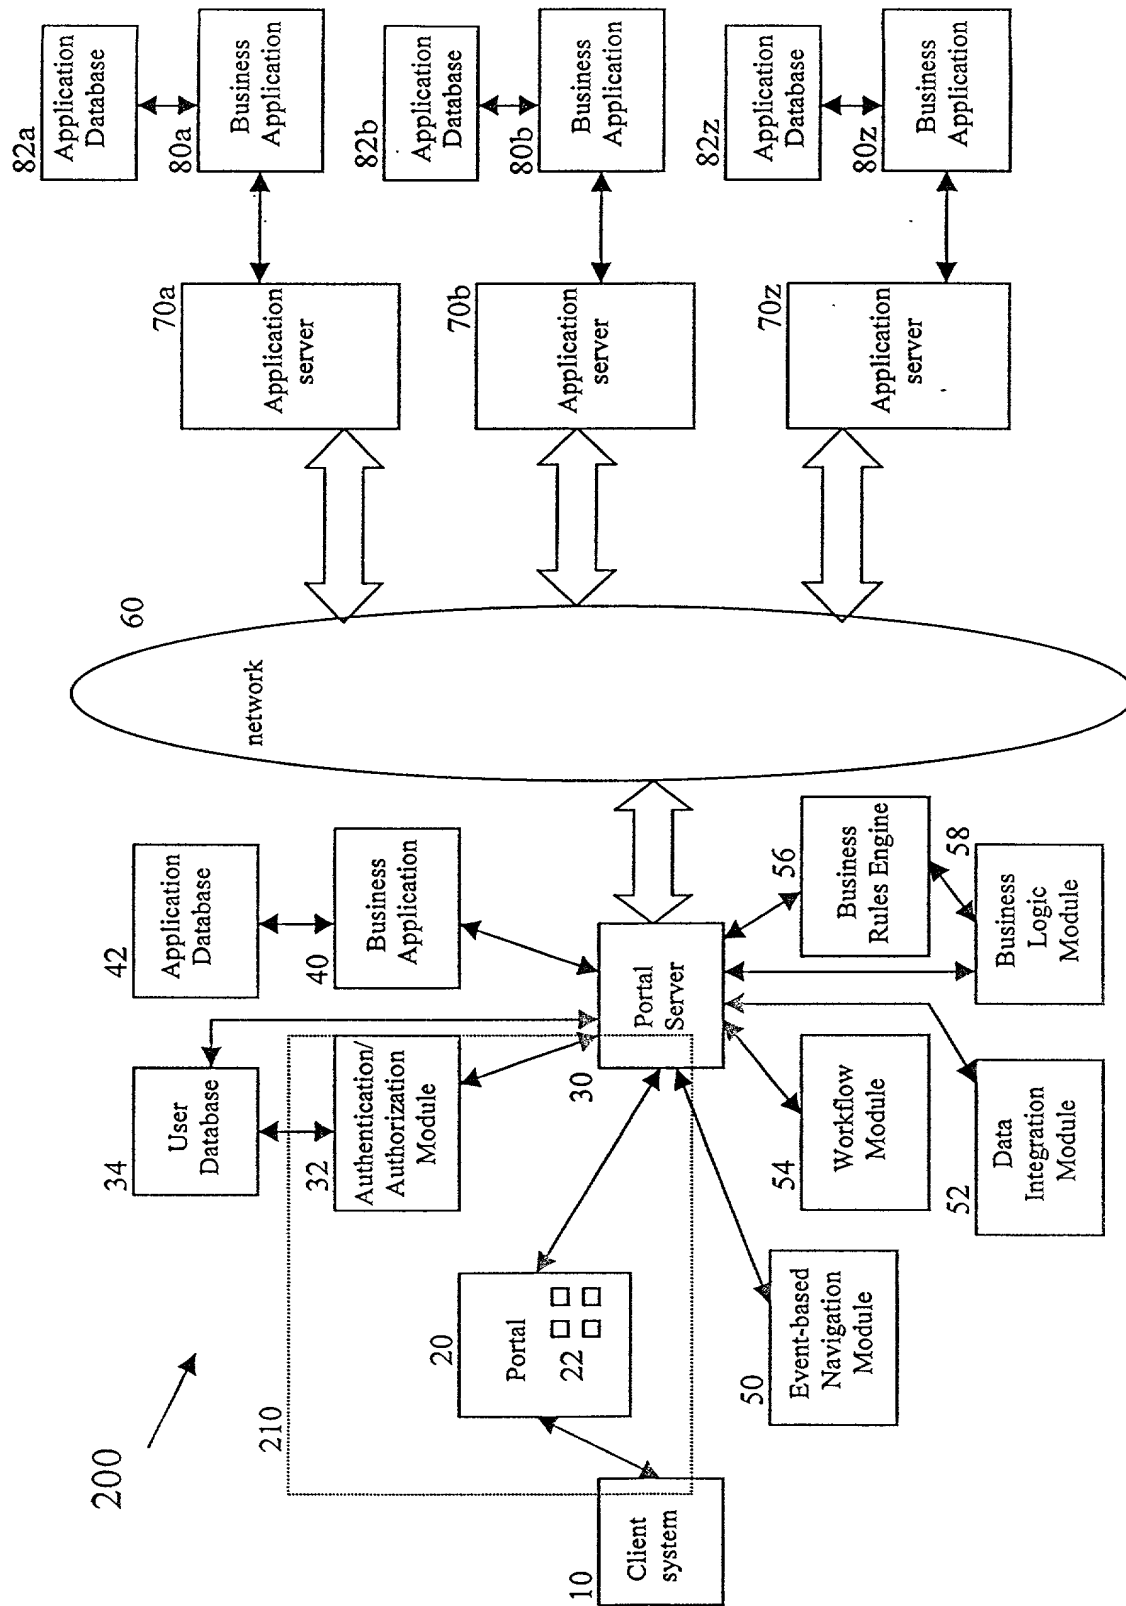 200
210
10
Client
system
20
Portal
22
34
User
Database
32
Authentication/
Authorization
Module
42
Application
Database
40
Business
Application
30
Portal
Server
50
Event-based
Navigation
Module
54
Workflow
Module
52
Data
Integration
Module
56
Business
Rules Engine
58
Business
Logic
Module
60
network
70a
Application
server
82a
Application
Database
80a
Business
Application
70b
Application
server
82b
Application
Database
80b
Business
Application
70z
Application
server
82z
Application
Database
80z
Business
Application